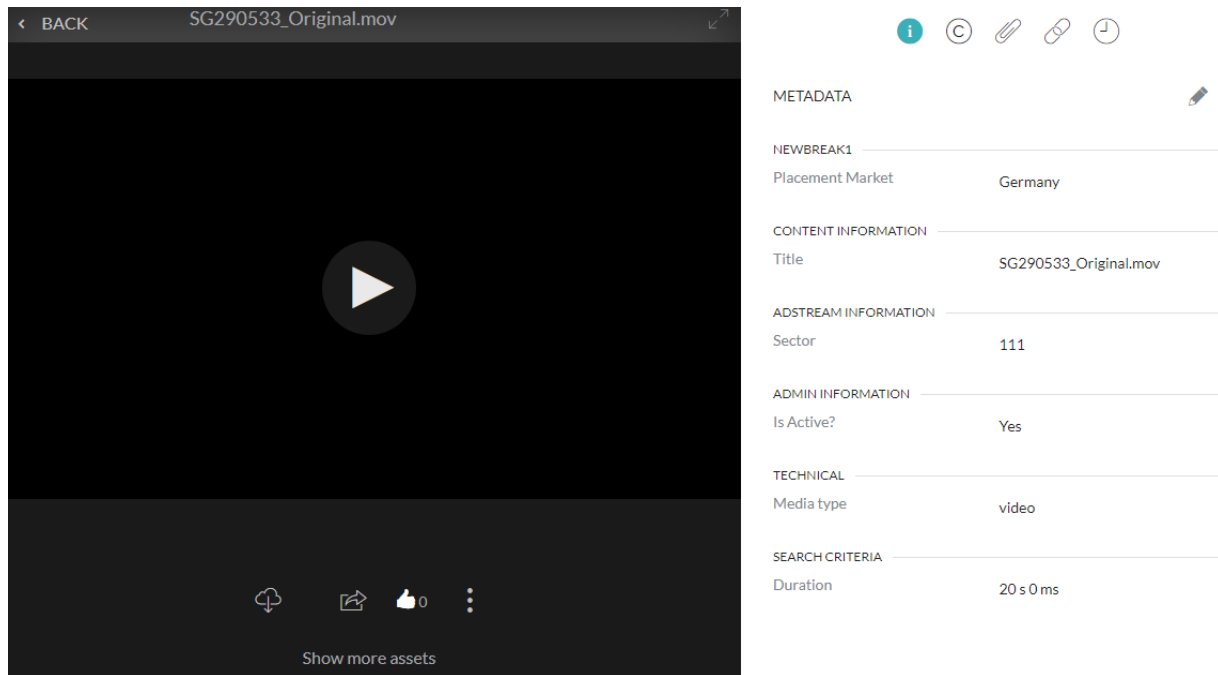 BACK
SG290533_Original.mov
METADATA
NEWBREAK1
Placement Market Germany
CONTENT INFORMATION
Title SG290533_Original.mov
ADSTREAM INFORMATION
Sector 111
ADMIN INFORMATION
Is Active? Yes
TECHNICAL
Media type video
SEARCH CRITERIA
Duration 20 s 0 ms
0
Show more assets